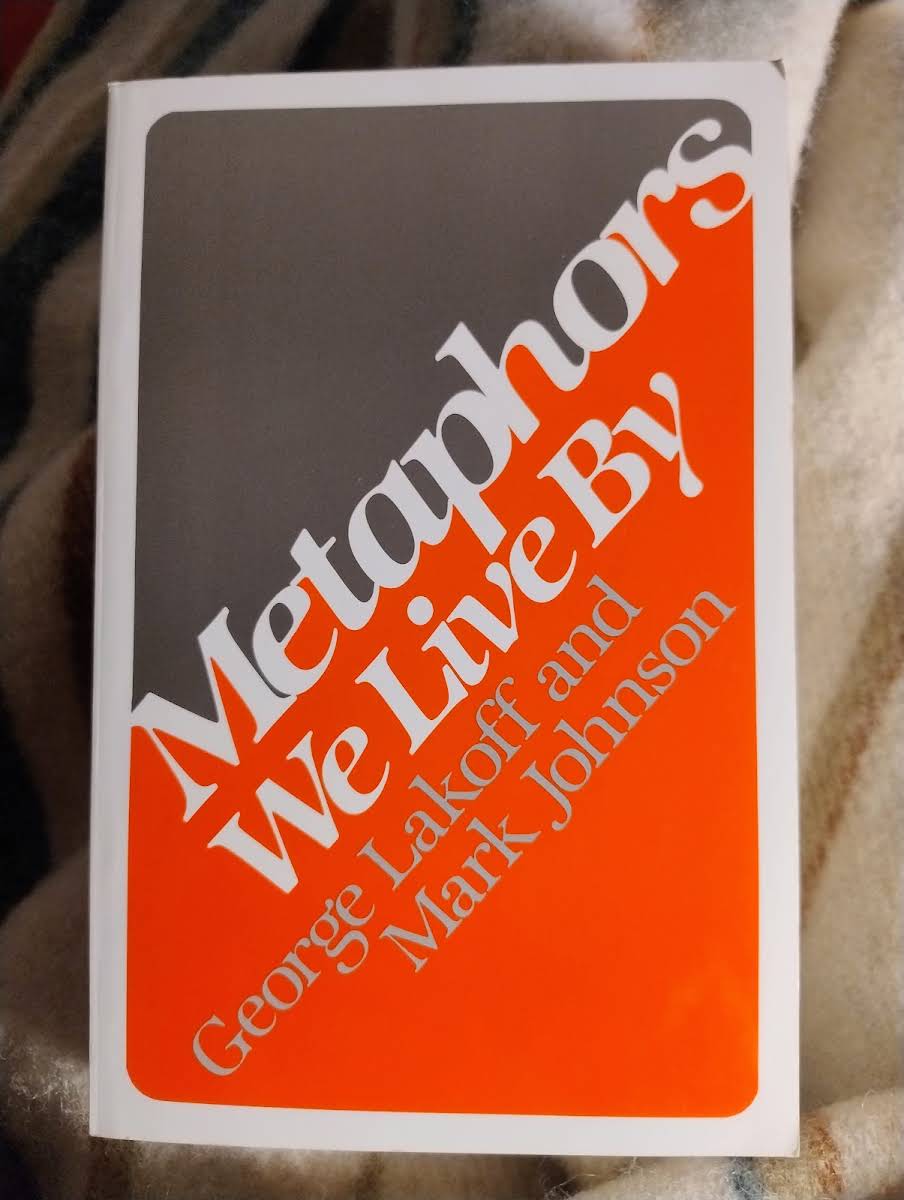 Metaphors
We Live By
George Lakoff and
Mark Johnson